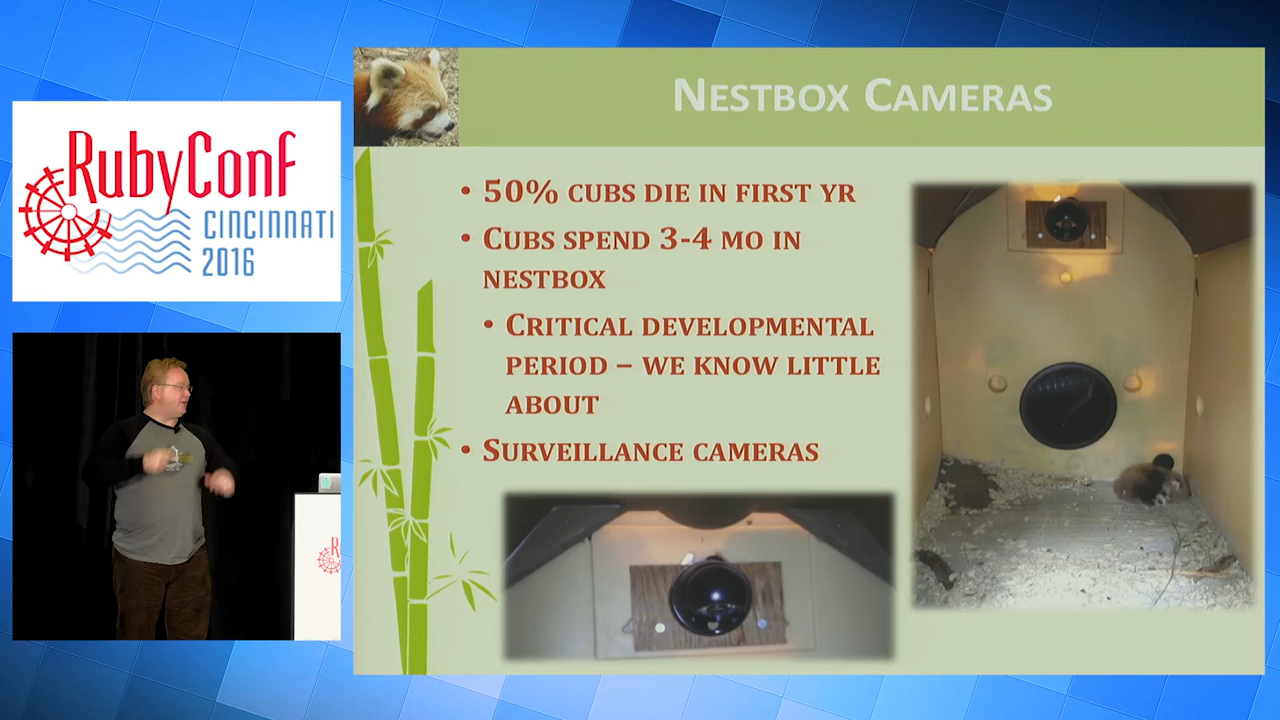 RubyConf
CINCINNATI
2016
NESTBOX CAMERAS
• 50% CUBS DIE IN FIRST YR
• CUBS SPEND 3-4 MO IN
NESTBOX
• CRITICAL DEVELOPMENTAL
PERIOD – WE KNOW LITTLE
ABOUT
• SURVEILLANCE CAMERAS